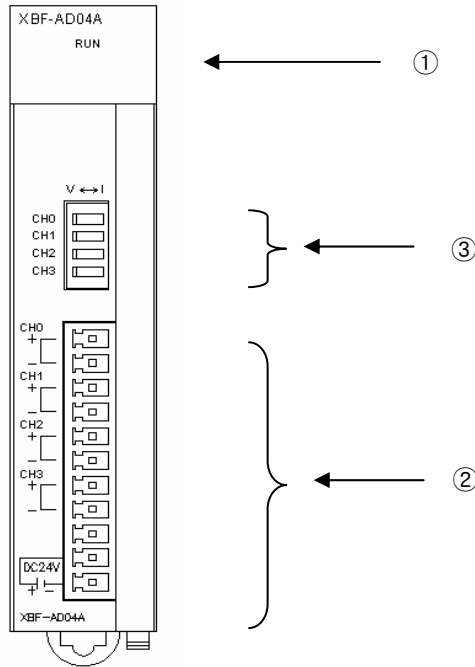 XBF-AD04A
RUN
①
V ↔ I
CH0
CH1
CH2
CH3
③
CH0
+
−
CH1
+
−
CH2
+
−
CH3
+
−
②
DC24V
+ −
XBF-AD04A